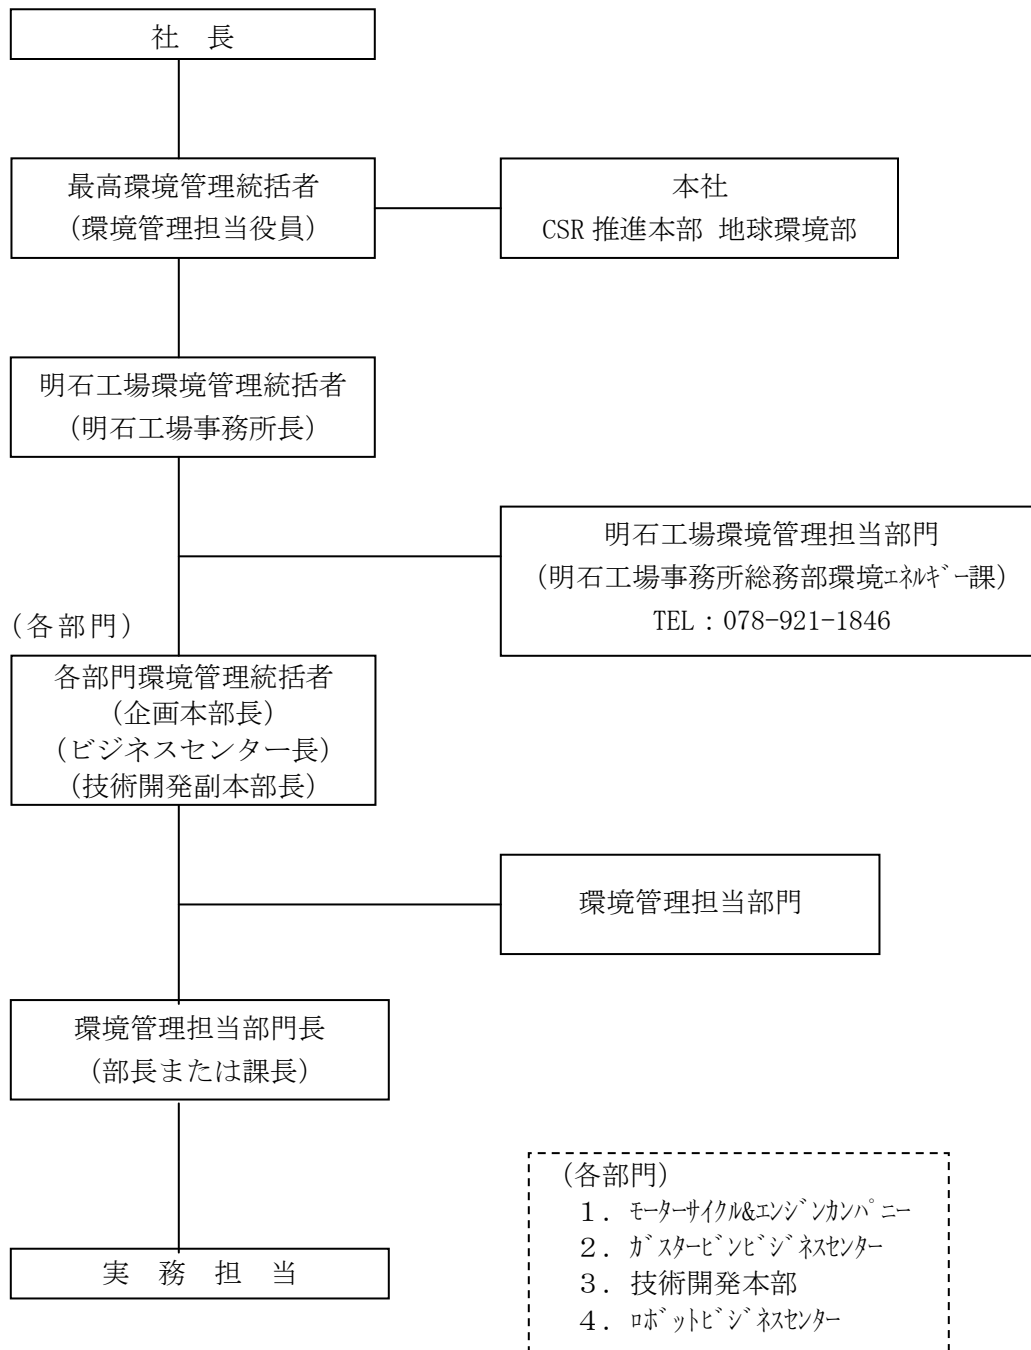 社　長
最高環境管理統括者
(環境管理担当役員)
本社
CSR 推進本部 地球環境部
明石工場環境管理統括者
(明石工場事務所長)
明石工場環境管理担当部門
(明石工場事務所総務部環境ｴﾈﾙｷﾞｰ課)
TEL：078-921-1846
(各部門)
各部門環境管理統括者
(企画本部長)
(ビジネスセンター長)
(技術開発副本部長)
環境管理担当部門
環境管理担当部門長
(部長または課長)
実　務　担　当
(各部門)
１．ﾓｰﾀｰｻｲｸﾙ&ｴﾝｼﾞﾝｶﾝﾊﾟﾆｰ
２．ｶﾞｽﾀｰﾋﾞﾝﾋﾞｼﾞﾈｽｾﾝﾀｰ
３．技術開発本部
４．ﾛﾎﾞｯﾄﾋﾞｼﾞﾈｽｾﾝﾀｰ